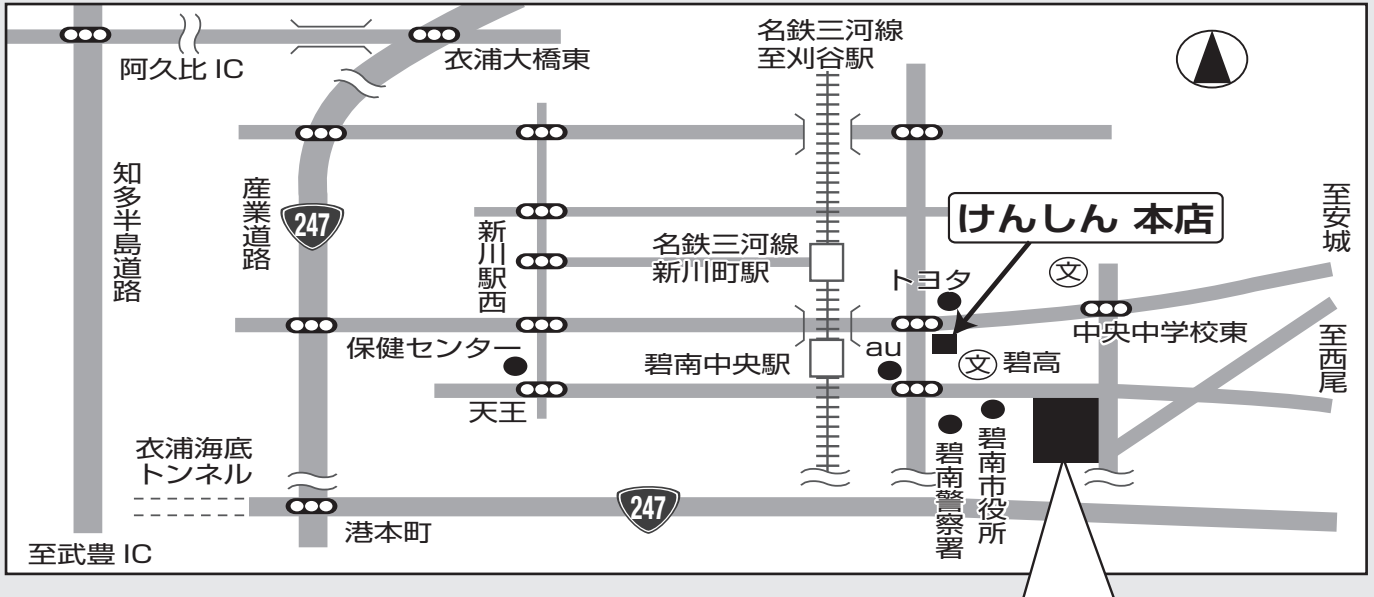 名鉄三河線
至刈谷駅
阿久比 IC
衣浦大橋東
知多半島道路
産業道路
247
新川駅西
名鉄三河線
新川町駅
けんしん 本店
至安城
文
トヨタ
中央中学校東
保健センター
碧南中央駅
au
文 碧高
至西尾
天王
衣浦海底
トンネル
碧南警察署
碧南市役所
247
港本町
至武豊 IC